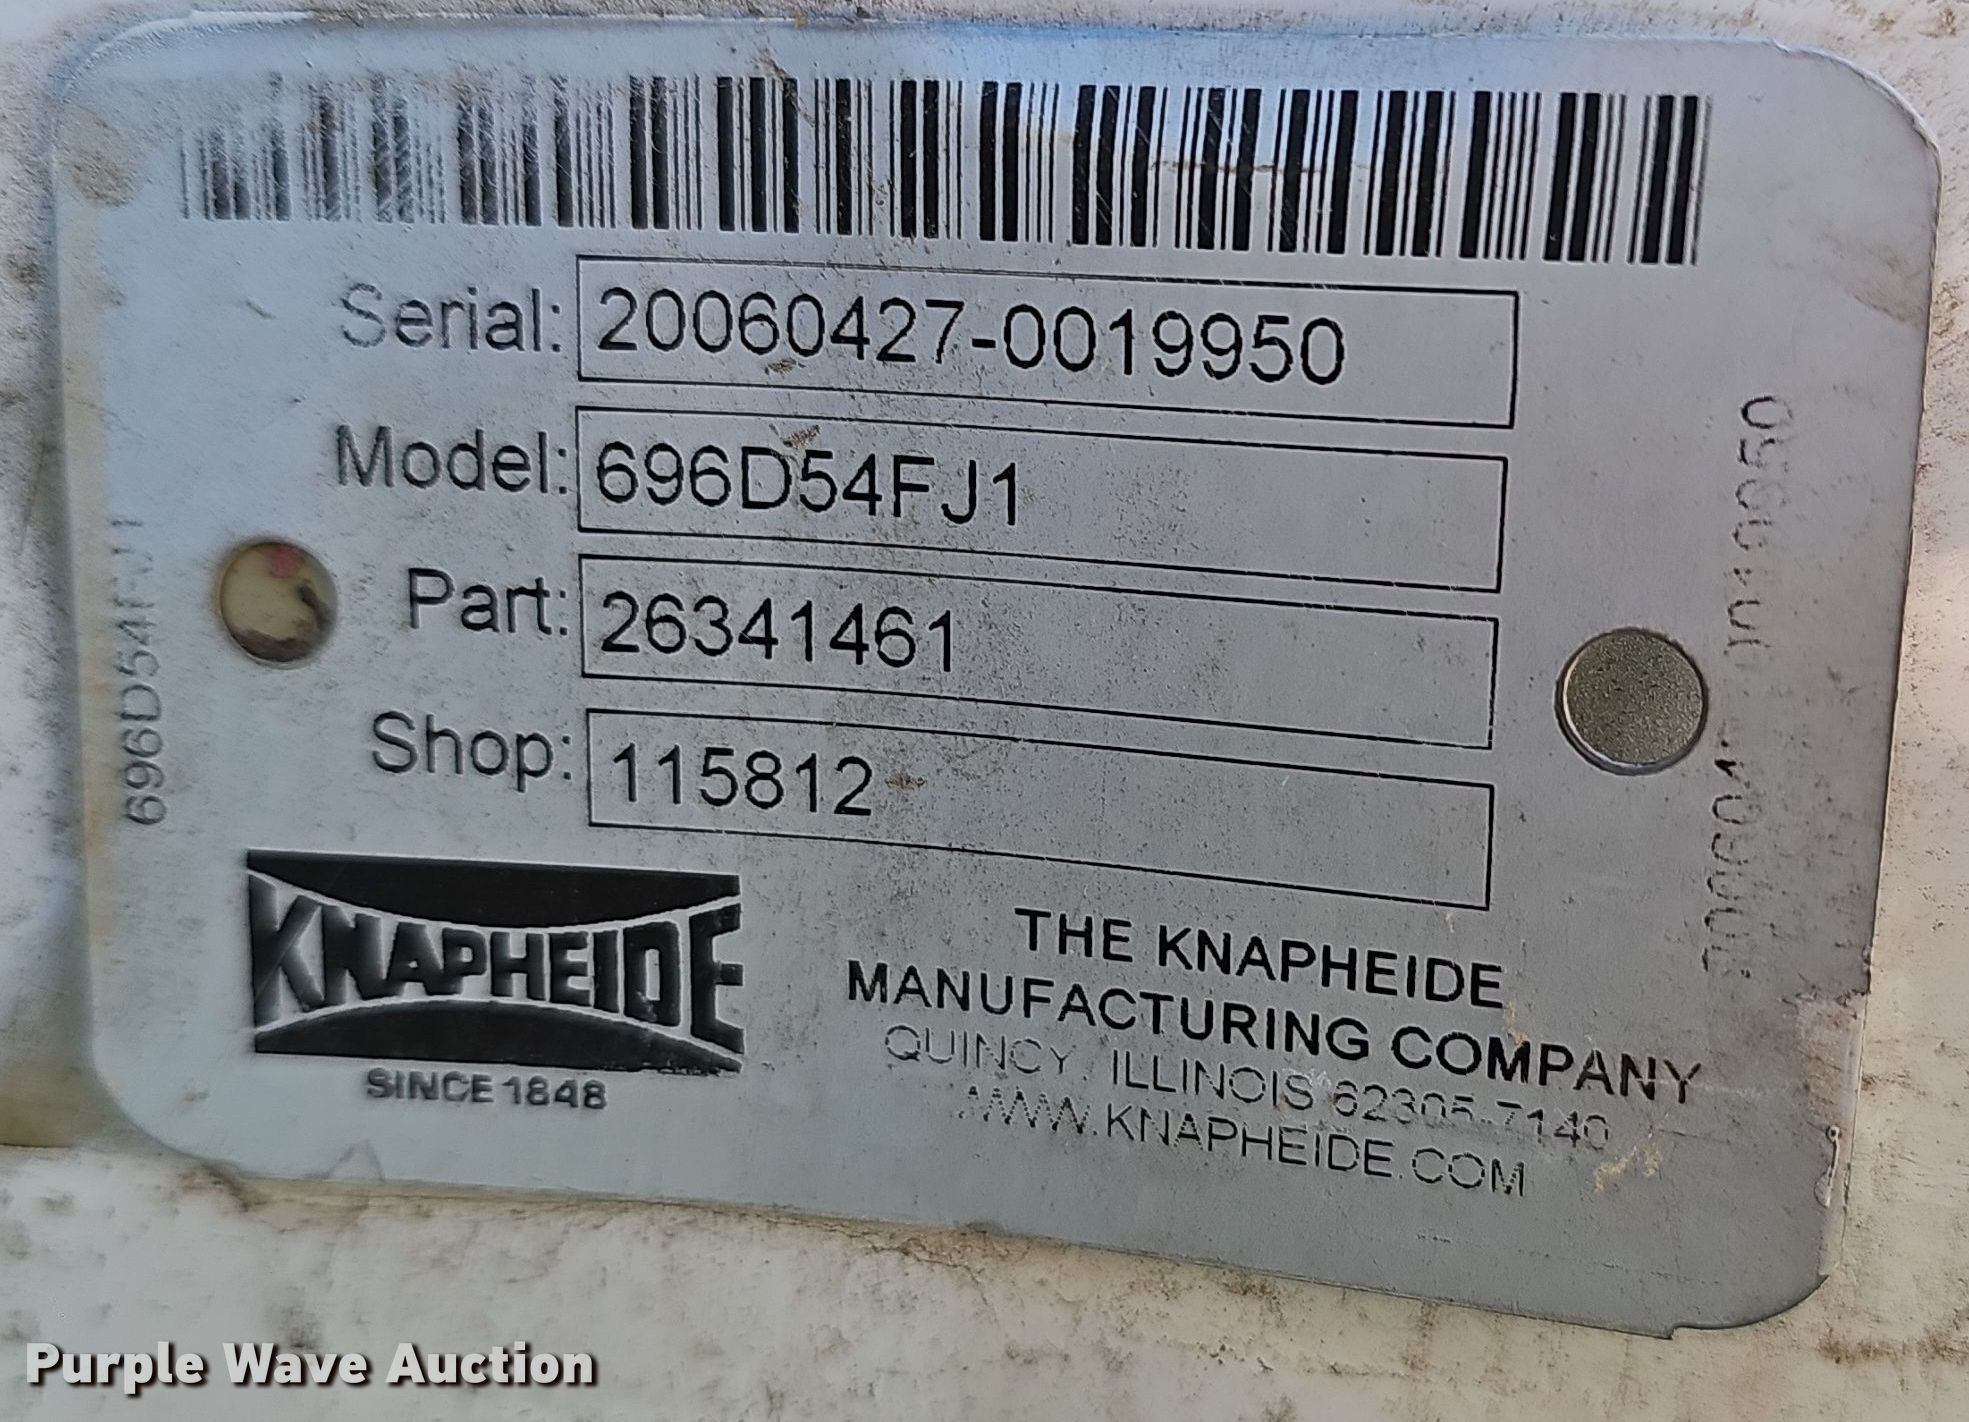 Serial: 20060427-0019950
Model: 696D54FJ1
Part: 26341461
Shop: 115812
696D54FJ1
KNAPHEIDE
SINCE 1848
THE KNAPHEIDE
MANUFACTURING COMPANY
QUINCY, ILLINOIS 62305-7140
WWW.KNAPHEIDE.COM
Purple Wave Auction